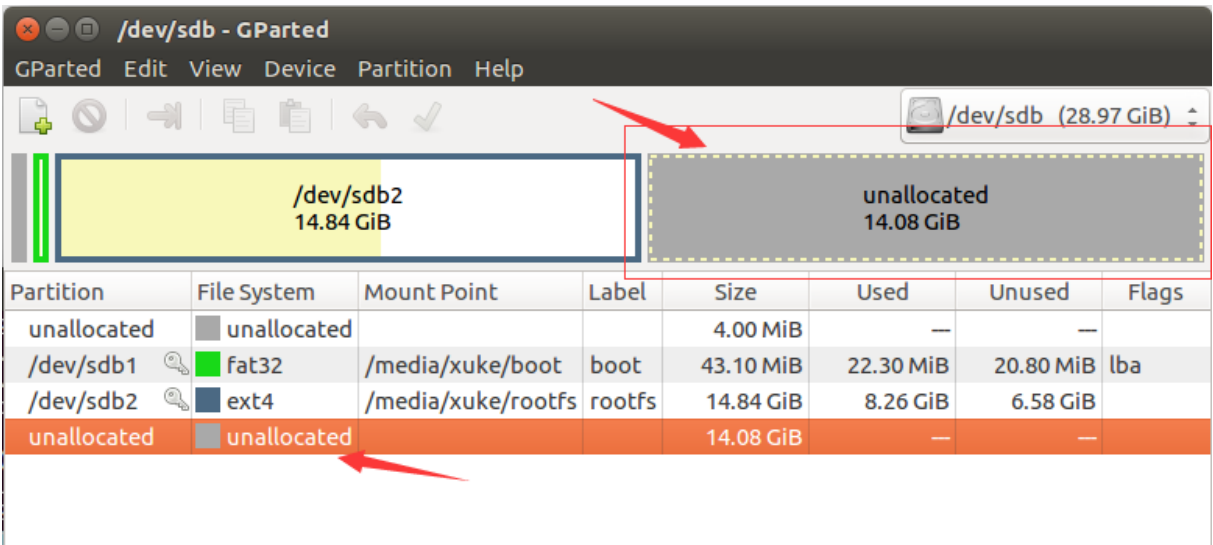 /dev/sdb - GParted
GParted Edit View Device Partition Help
/dev/sdb (28.97 GiB)
/dev/sdb2
14.84 GiB
unallocated
14.08 GiB
Partition File System Mount Point Label Size Used Unused Flags
unallocated unallocated 4.00 MiB --- ---
/dev/sdb1 fat32 /media/xuke/boot boot 43.10 MiB 22.30 MiB 20.80 MiB lba
/dev/sdb2 ext4 /media/xuke/rootfs rootfs 14.84 GiB 8.26 GiB 6.58 GiB
unallocated unallocated 14.08 GiB --- ---